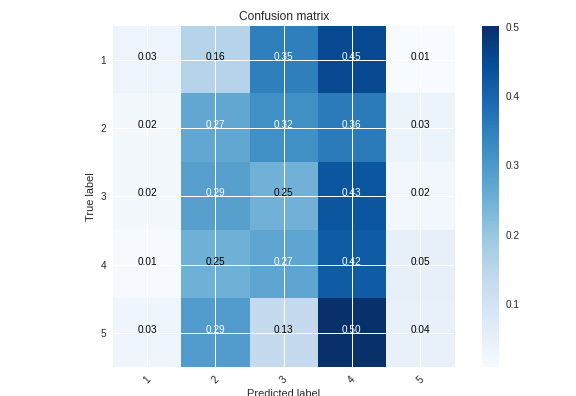 Confusion matrix
0.5
1 0.03 0.16 0.35 0.45 0.01
0.4
2 0.02 0.27 0.32 0.36 0.03
0.3
True label
3 0.02 0.29 0.25 0.43 0.02
0.2
4 0.01 0.25 0.27 0.42 0.05
0.1
5 0.03 0.29 0.13 0.50 0.04
1 2 3 4 5
Predicted label